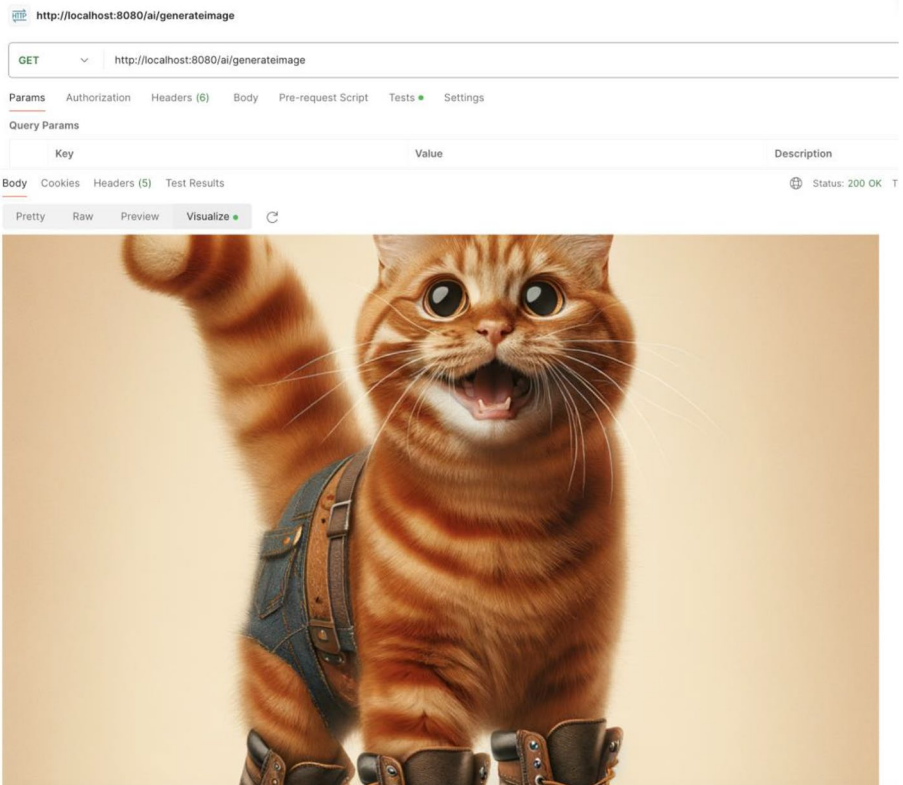 HTTP http://localhost:8080/ai/generateimage
GET http://localhost:8080/ai/generateimage
Params Authorization Headers (6) Body Pre-request Script Tests Settings
Query Params
Key Value Description
Body Cookies Headers (5) Test Results Status: 200 OK T
Pretty Raw Preview Visualize